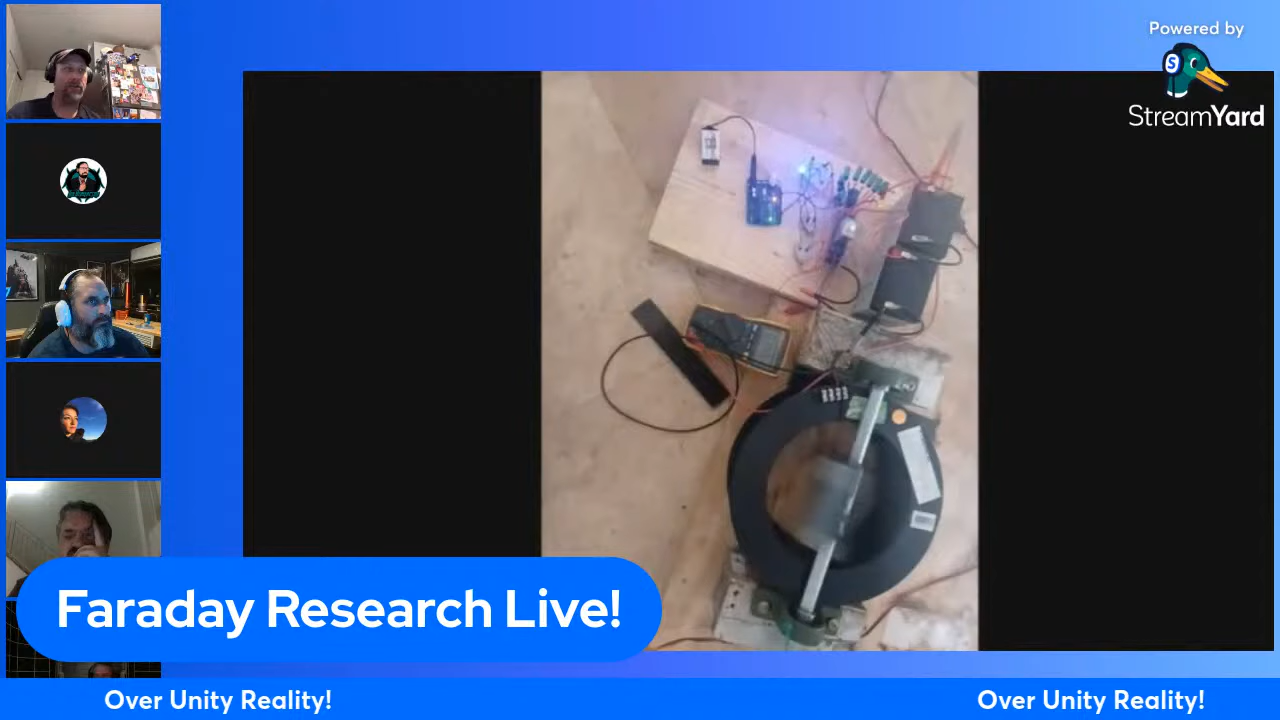 Powered by
S
StreamYard
Faraday Research Live!
Over Unity Reality!
Over Unity Reality!